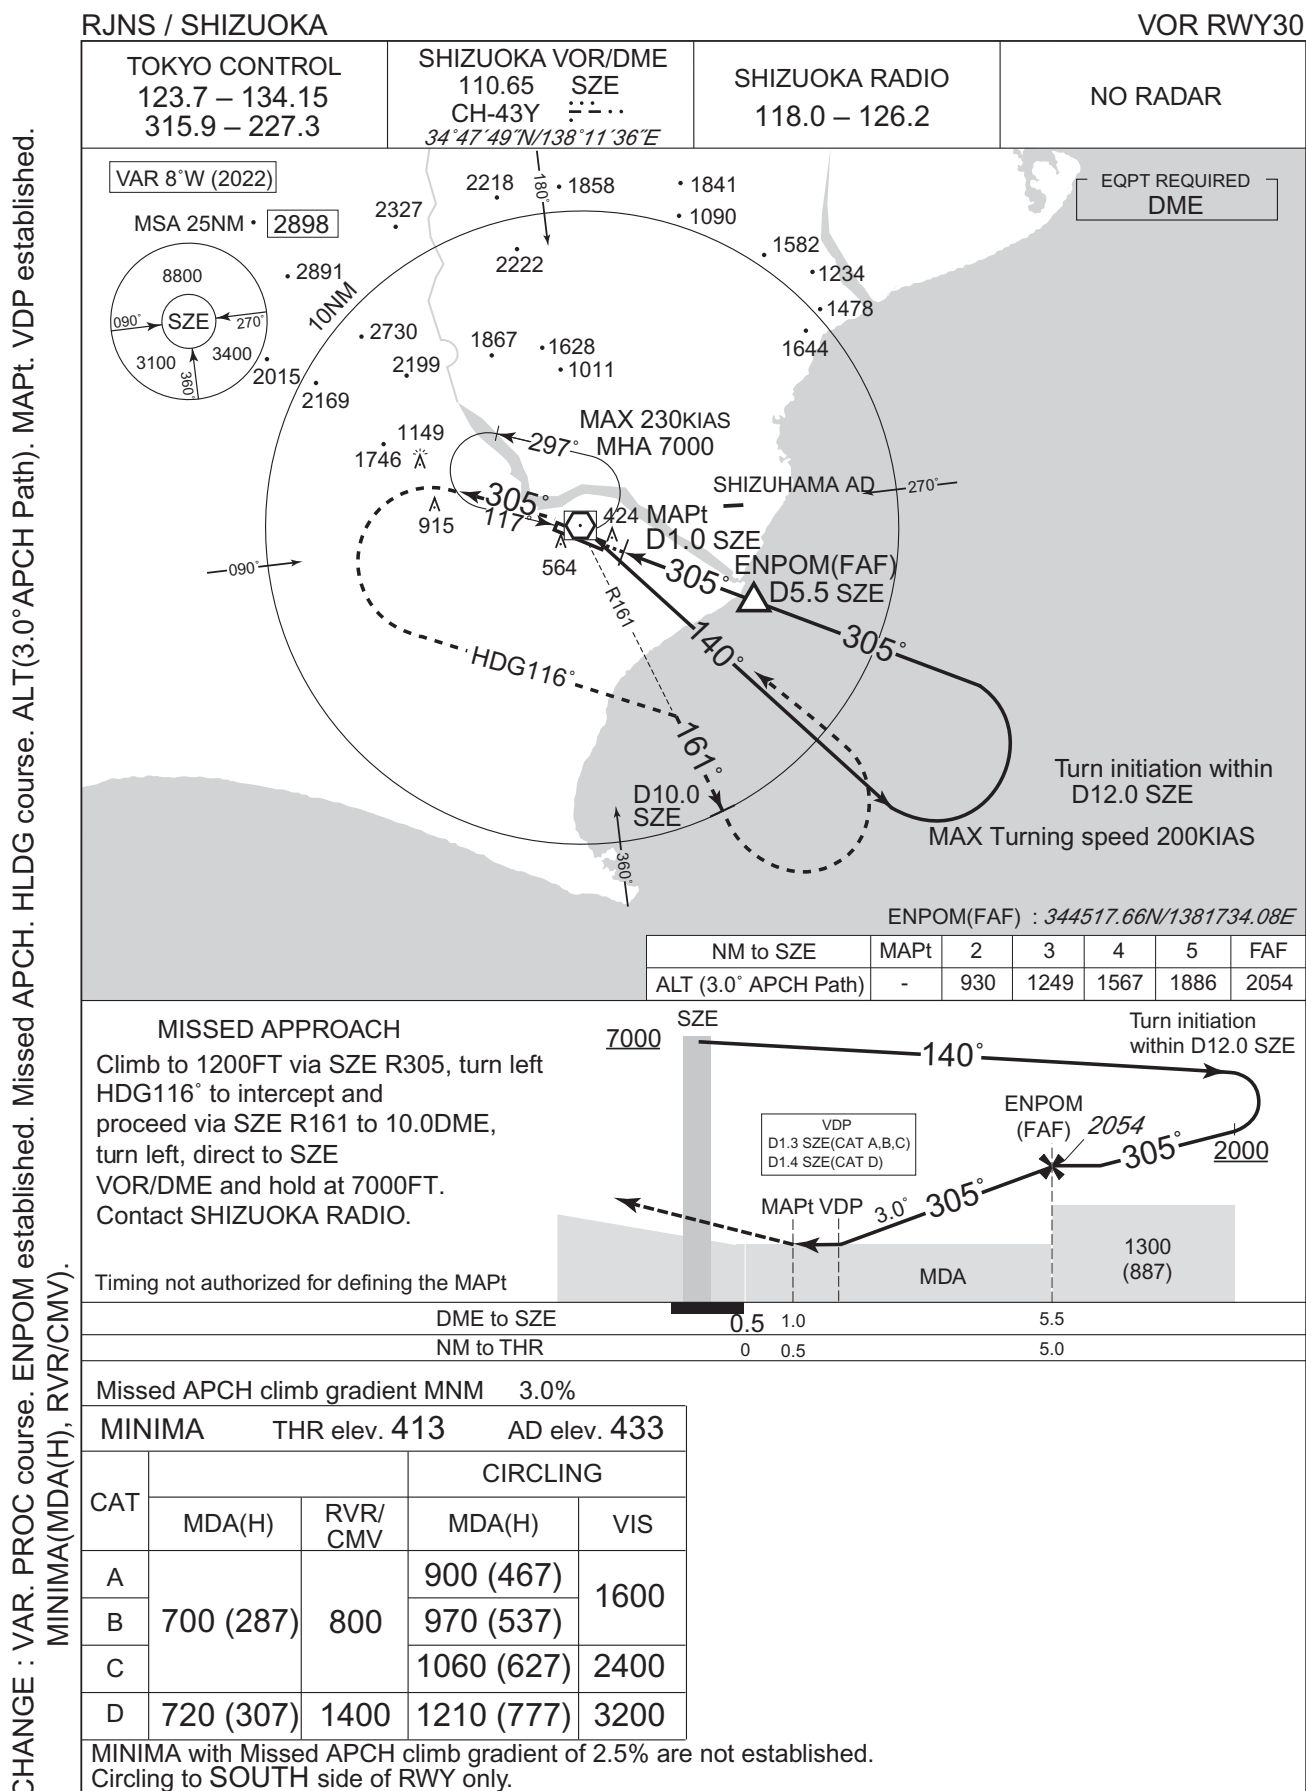 RJNS / SHIZUOKA
VOR RWY30
TOKYO CONTROL
123.7 – 134.15
315.9 – 227.3
SHIZUOKA VOR/DME
110.65 SZE
CH-43Y
34°47´49˝N/138°11´36˝E
SHIZUOKA RADIO
118.0 – 126.2
NO RADAR
VAR 8°W (2022)
EQPT REQUIRED
DME
MSA 25NM
2898
8800
090°
SZE
270°
3100
3400
360°
180°
2218
1858
1841
2327
1090
2222
1582
2891
1234
10NM
1478
2730
1867
1628
1644
2199
1011
2015
2169
MAX 230KIAS
MHA 7000
1149
1746
297°
SHIZUHAMA AD
270°
305°
915
117°
424
MAPt
D1.0 SZE
564
ENPOM(FAF)
D5.5 SZE
090°
305°
R161
140°
305°
HDG116°
161°
D10.0
SZE
Turn initiation within
D12.0 SZE
MAX Turning speed 200KIAS
360°
ENPOM(FAF) : 344517.66N/1381734.08E
NM to SZE MAPt 2 3 4 5 FAF
ALT (3.0° APCH Path) - 930 1249 1567 1886 2054
MISSED APPROACH
Climb to 1200FT via SZE R305, turn left
HDG116° to intercept and
proceed via SZE R161 to 10.0DME,
turn left, direct to SZE
VOR/DME and hold at 7000FT.
Contact SHIZUOKA RADIO.
Timing not authorized for defining the MAPt
SZE
7000
140°
Turn initiation
within D12.0 SZE
ENPOM
(FAF)
2054
305°
2000
VDP
D1.3 SZE(CAT A,B,C)
D1.4 SZE(CAT D)
MAPt VDP
3.0°
305°
MDA
1300
(887)
DME to SZE 0.5 1.0 5.5
NM to THR 0 0.5 5.0
Missed APCH climb gradient MNM 3.0%
MINIMA THR elev. 413 AD elev. 433
CAT
CIRCLING
MDA(H)
RVR/
CMV
MDA(H)
VIS
A 900 (467)
1600
B 700 (287) 800 970 (537)
C 1060 (627) 2400
D 720 (307) 1400 1210 (777) 3200
MINIMA with Missed APCH climb gradient of 2.5% are not established.
Circling to SOUTH side of RWY only.
CHANGE : VAR. PROC course. ENPOM established. Missed APCH. HLDG course. ALT(3.0°APCH Path). MAPt. VDP established.
MINIMA(MDA(H), RVR/CMV).